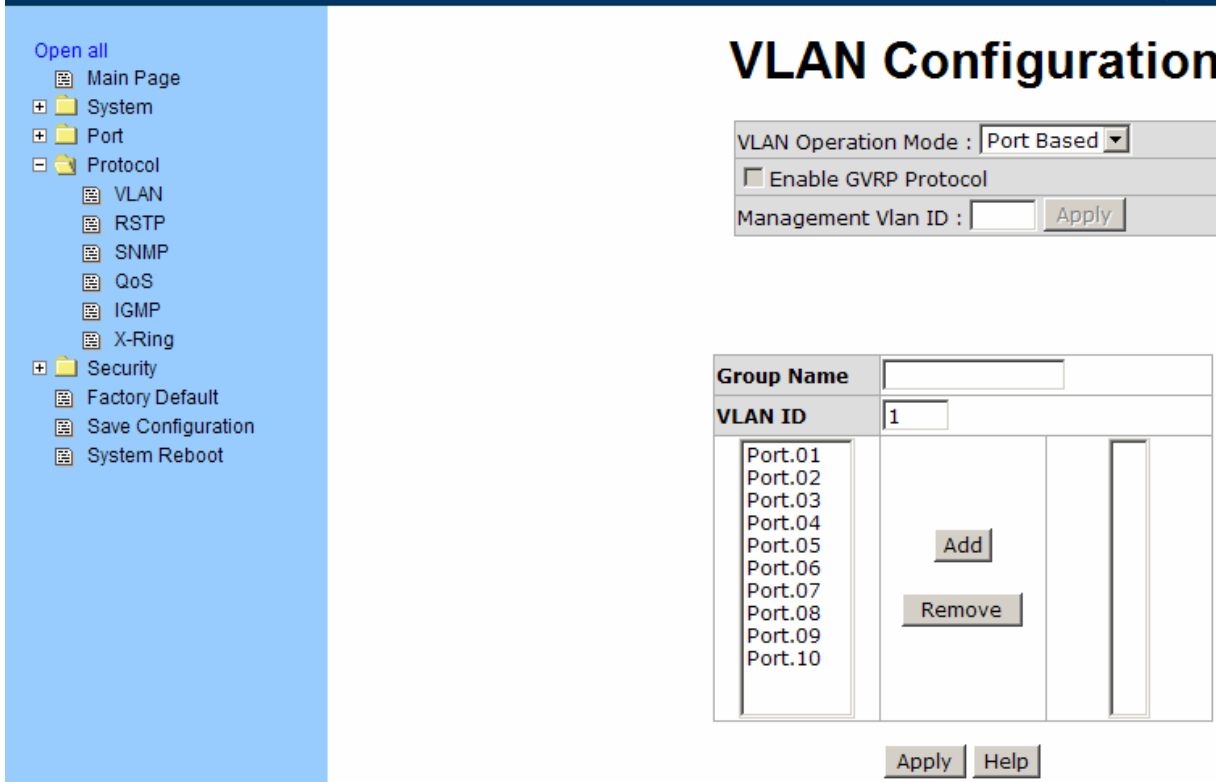 Open all
Main Page
System
Port
Protocol
VLAN
RSTP
SNMP
QoS
IGMP
X-Ring
Security
Factory Default
Save Configuration
System Reboot
VLAN Configuration
VLAN Operation Mode : Port Based
Enable GVRP Protocol
Management Vlan ID : Apply
Group Name
VLAN ID 1
Port.01
Port.02
Port.03
Port.04
Port.05
Port.06
Port.07
Port.08
Port.09
Port.10
Add
Remove
Apply Help